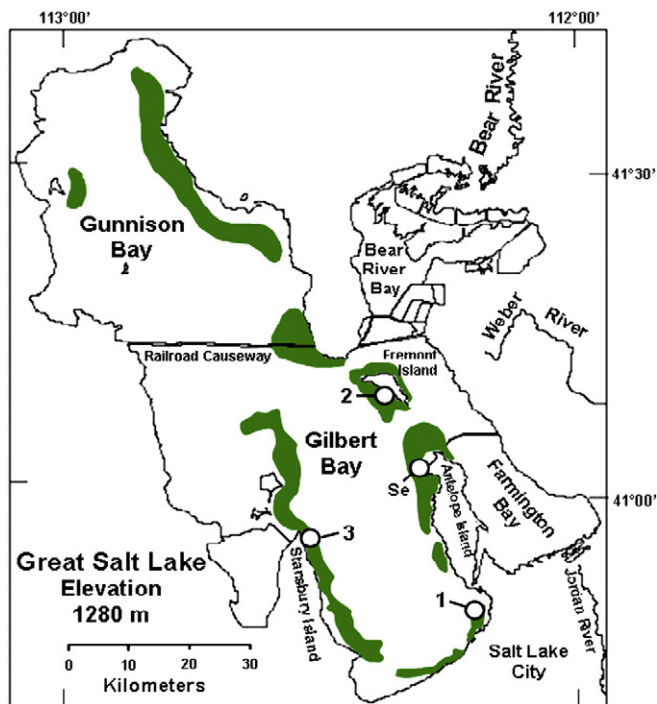 113°00'
112°00'
Bear River
41°30'
Gunnison
Bay
Bear
River
Bay
Weber
River
Railroad Causeway
Fremont
Island
2
Gilbert
Bay
Se
Antelope Island
Farmington
Bay
41°00'
3
Great Salt Lake
Elevation
1280 m
Stansbury Island
1
Jordan River
Salt Lake
City
0 10 20 30
Kilometers